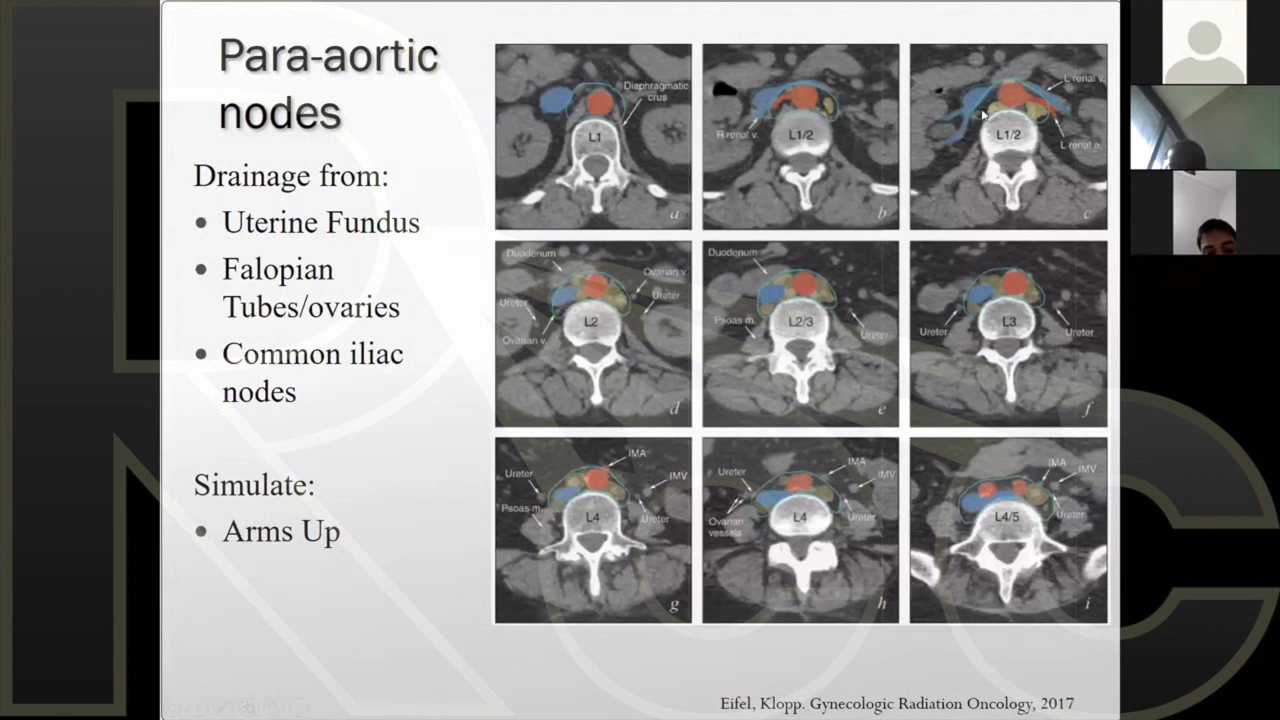 Para-aortic
nodes
Drainage from:
• Uterine Fundus
• Falopian
Tubes/ovaries
• Common iliac
nodes
Simulate:
• Arms Up
Diaphragmatic
crus
L1
a
R renal v.
L1/2
b
L renal v.
L1/2
L renal a.
c
Duodenum
Ovarian v.
Ureter
Ureter
L2
Ovarian v.
d
Duodenum
Psoas m.
L2/3
Ureter
e
L3
Ureter
Ureter
f
IMA
Ureter
IMV
Psoas m.
L4
Ureter
g
IMA
Ureter
IMV
L4
Ureter
Ovarian
vessels
h
IMA
IMV
L4/5
Ureter
i
Eifel, Klopp. Gynecologic Radiation Oncology, 2017